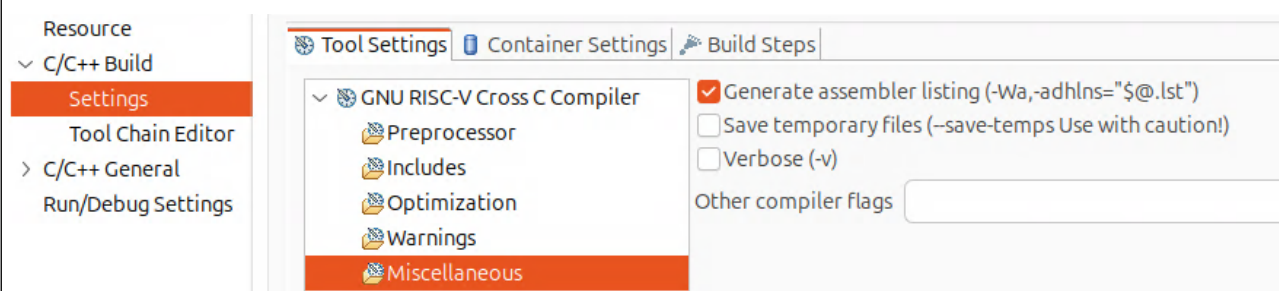 Resource
C/C++ Build
Settings
Tool Chain Editor
C/C++ General
Run/Debug Settings
Tool Settings
Container Settings
Build Steps
GNU RISC-V Cross C Compiler
Preprocessor
Includes
Optimization
Warnings
Miscellaneous
Generate assembler listing (-Wa,-adhlns="$@.lst")
Save temporary files (--save-temps Use with caution!)
Verbose (-v)
Other compiler flags